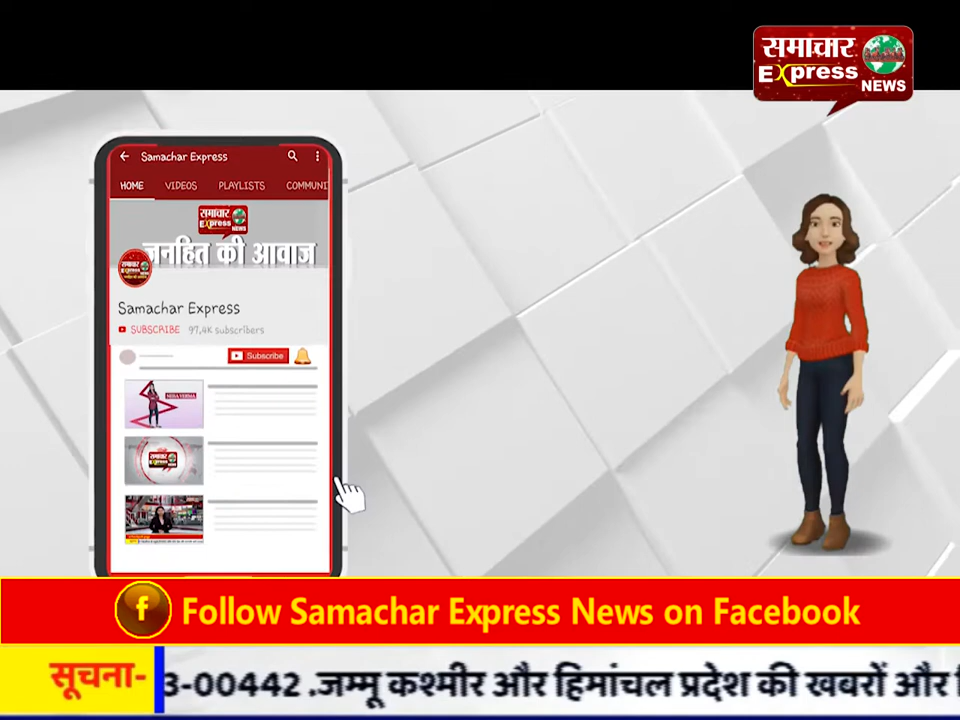 समाचार
Express
NEWS
Samachar Express
HOME VIDEOS PLAYLISTS COMMUNI
समाचार
Express
NEWS
जनहित की आवाज
Samachar Express
SUBSCRIBE 97.4K subscribers
Subscribe
f Follow Samachar Express News on Facebook
सूचना- 3-00442 .जम्मू कश्मीर और हिमांचल प्रदेश की खबरों और